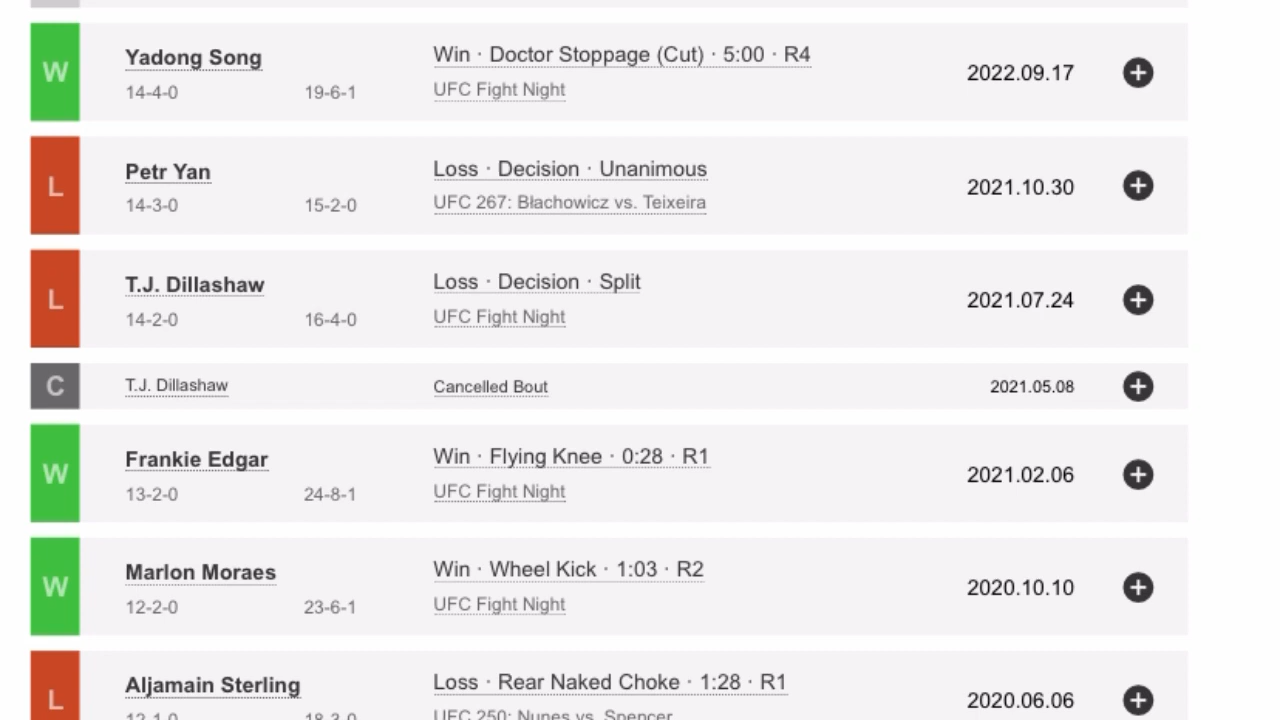 W
Yadong Song
Win · Doctor Stoppage (Cut) · 5:00 · R4
2022.09.17
14-4-0
19-6-1
UFC Fight Night
L
Petr Yan
Loss · Decision · Unanimous
2021.10.30
14-3-0
15-2-0
UFC 267: Błachowicz vs. Teixeira
L
T.J. Dillashaw
Loss · Decision · Split
2021.07.24
14-2-0
16-4-0
UFC Fight Night
C
T.J. Dillashaw
Cancelled Bout
2021.05.08
W
Frankie Edgar
Win · Flying Knee · 0:28 · R1
2021.02.06
13-2-0
24-8-1
UFC Fight Night
W
Marlon Moraes
Win · Wheel Kick · 1:03 · R2
2020.10.10
12-2-0
23-6-1
UFC Fight Night
L
Aljamain Sterling
Loss · Rear Naked Choke · 1:28 · R1
2020.06.06
12-1-0
18-3-0
UFC 250: Nunes vs. Spencer